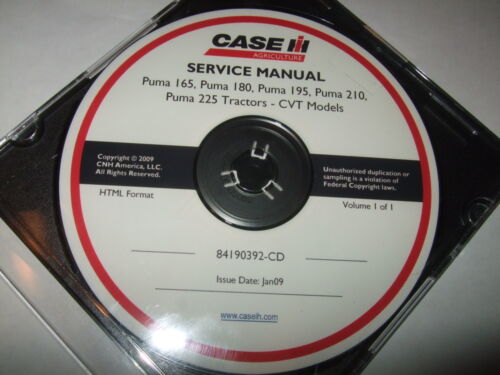 CASE IH
AGRICULTURE
SERVICE MANUAL
Puma 165, Puma 180, Puma 195, Puma 210,
Puma 225 Tractors - CVT Models
Copyright © 2009
CNH America, LLC.
All Rights Reserved.
HTML Format
Unauthorized duplication or
sampling is a violation of
Federal Copyright laws.
Volume 1 of 1
84190392-CD
Issue Date: Jan09
www.caseih.com